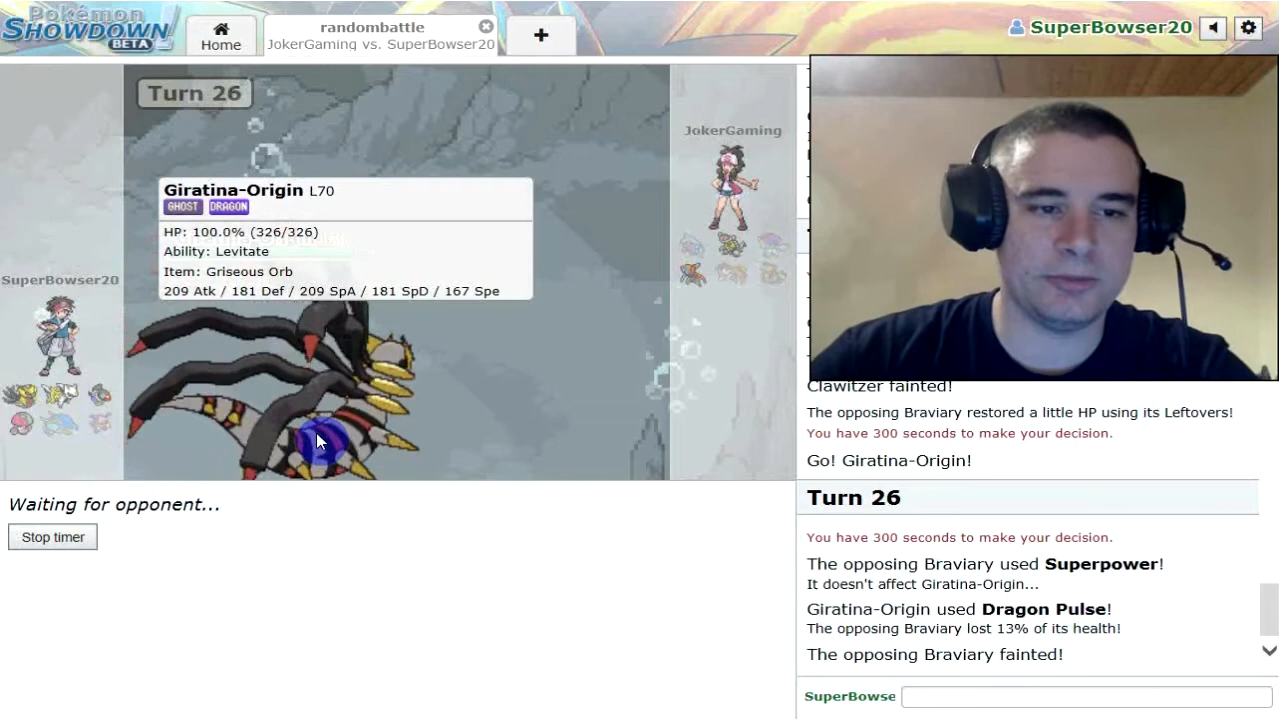 Pokémon
SHOWDOWN
BETA
Home
randombattle
JokerGaming vs. SuperBowser20
+
SuperBowser20
Turn 26
JokerGaming
Giratina-Origin L70
GHOST DRAGON
HP: 100.0% (326/326)
Ability: Levitate
Item: Griseous Orb
209 Atk / 181 Def / 209 SpA / 181 SpD / 167 Spe
SuperBowser20
Waiting for opponent...
Stop timer
Clawitzer fainted!
The opposing Braviary restored a little HP using its Leftovers!
You have 300 seconds to make your decision.
Go! Giratina-Origin!
Turn 26
You have 300 seconds to make your decision.
The opposing Braviary used Superpower!
It doesn't affect Giratina-Origin...
Giratina-Origin used Dragon Pulse!
The opposing Braviary lost 13% of its health!
The opposing Braviary fainted!
SuperBowse